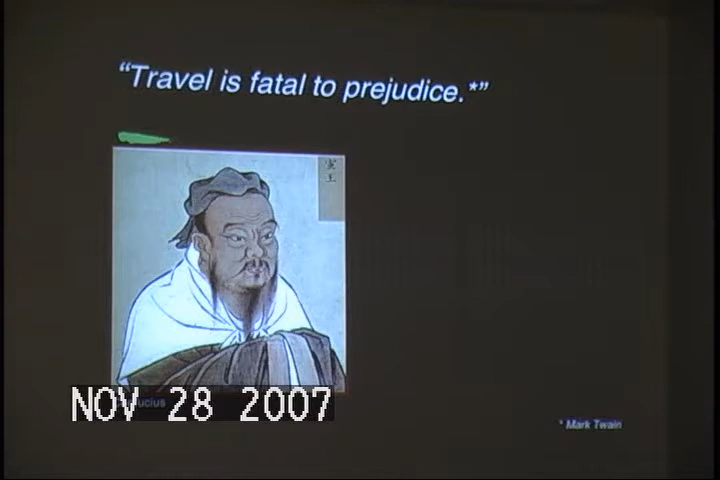 “Travel is fatal to prejudice.*”
NOV 28 2007
* Mark Twain